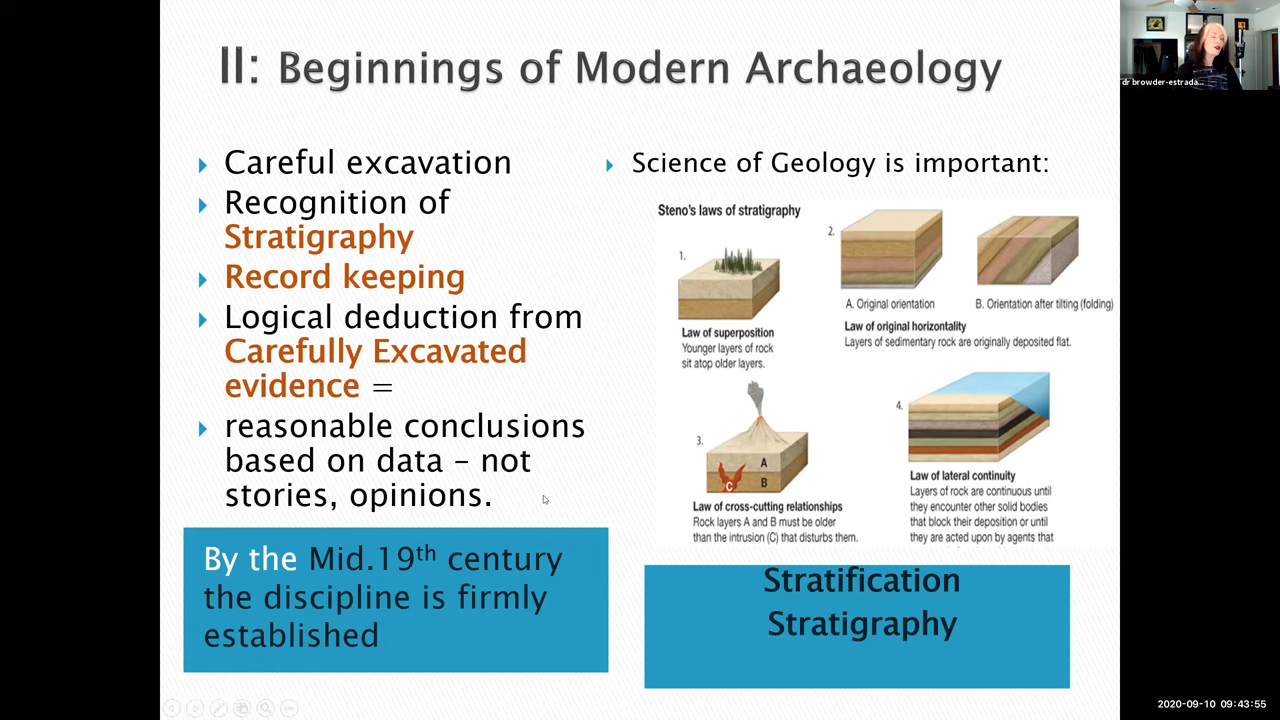 II: Beginnings of Modern Archaeology
Careful excavation
Recognition of
Stratigraphy
Record keeping
Logical deduction from
Carefully Excavated
evidence =
reasonable conclusions
based on data – not
stories, opinions.
By the Mid.19th century
the discipline is firmly
established
Science of Geology is important:
Steno's laws of stratigraphy
1.
Law of superposition
Younger layers of rock
sit atop older layers.
2.
A. Original orientation
B. Orientation after tilting (folding)
Law of original horizontality
Layers of sedimentary rock are originally deposited flat.
3.
A
B
C
Law of cross-cutting relationships
Rock layers A and B must be older
than the intrusion (C) that disturbs them.
4.
Law of lateral continuity
Layers of rock are continuous until
they encounter other solid bodies
that block their deposition or until
they are acted upon by agents that
Stratification
Stratigraphy
dr browder-estrada...
2020-09-10 09:43:55